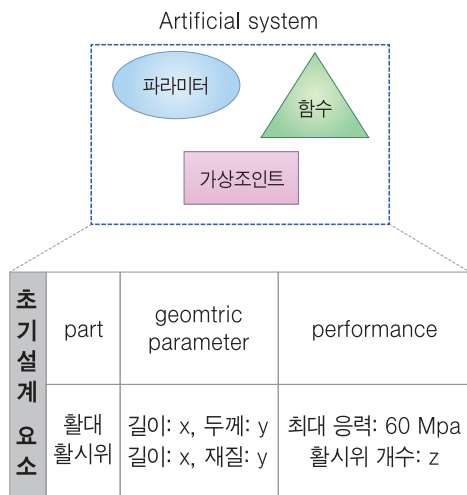 Artificial system
파라미터
함수
가상조인트
초기설계 요소
part
geomtric
parameter
performance
활대
활시위
길이: x, 두께: y
길이: x, 재질: y
최대 응력: 60 Mpa
활시위 개수: z